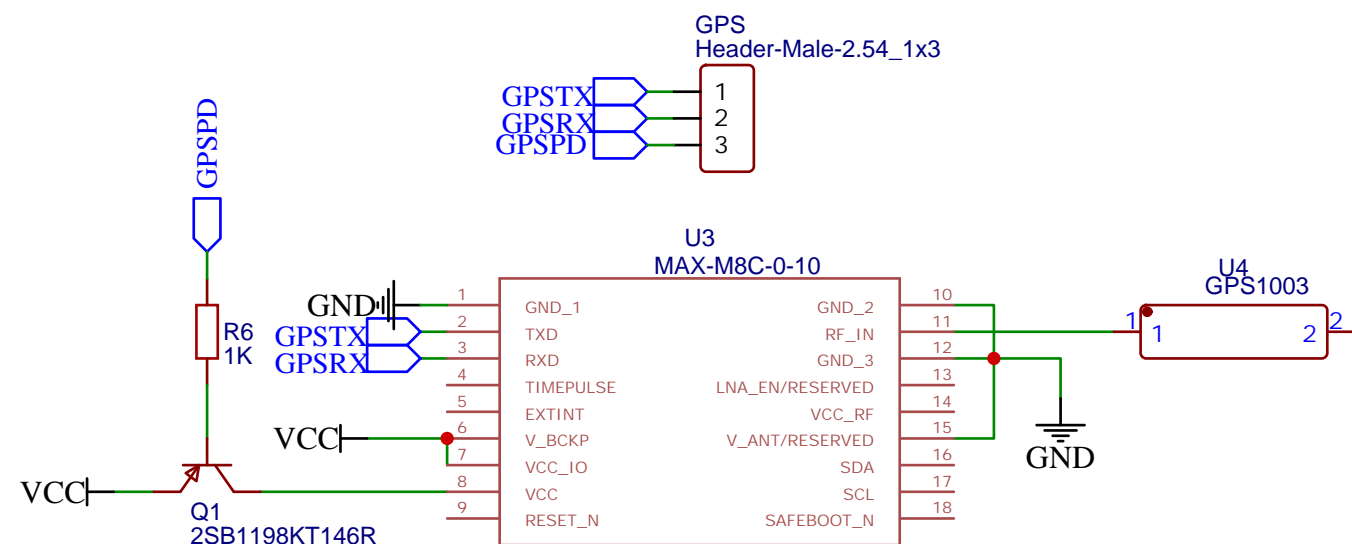 GPS
Header-Male-2.54_1x3
GPSTX
1
GPSRX
2
GPSPD
3
GPSPD
R6
1K
VCC
Q1
2SB1198KT146R
U3
MAX-M8C-0-10
GND
1
GND_1
GPSTX
2
TXD
GPSRX
3
RXD
4
TIMEPULSE
5
EXTINT
VCC
6
V_BCKP
7
VCC_IO
8
VCC
9
RESET_N
GND_2
10
RF_IN
11
GND_3
12
LNA_EN/RESERVED
13
VCC_RF
14
V_ANT/RESERVED
15
SDA
16
SCL
17
SAFEBOOT_N
18
GND
U4
GPS1003
1
1
2
2